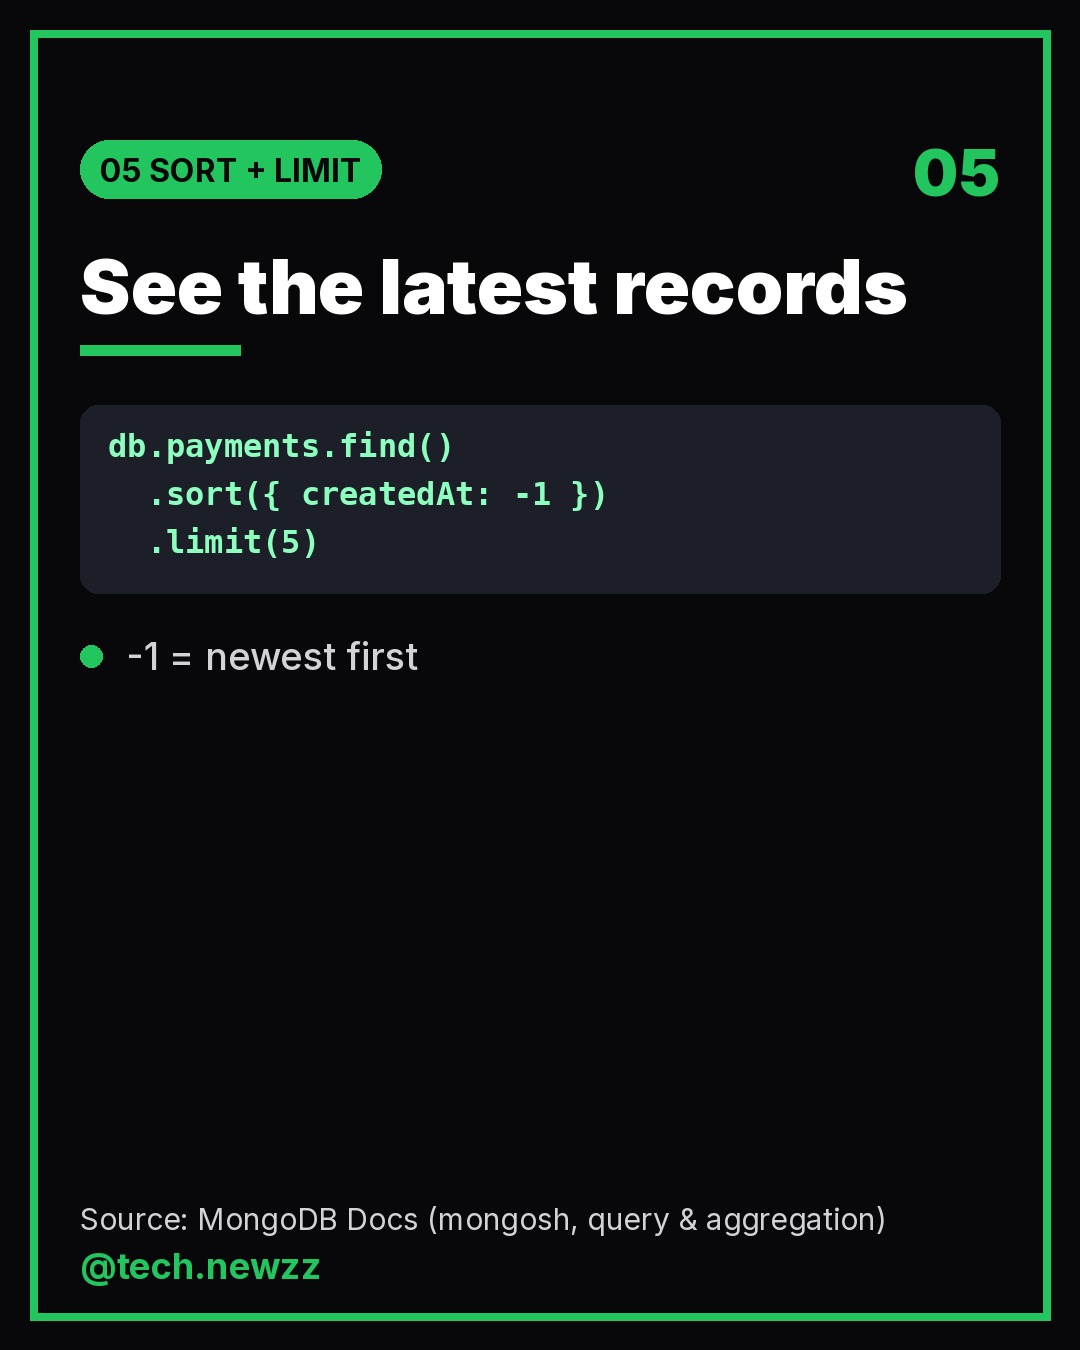 05 SORT + LIMIT
05
See the latest records
db.payments.find()
  .sort({ createdAt: -1 })
  .limit(5)
-1 = newest first
Source: MongoDB Docs (mongosh, query & aggregation)
@tech.newzz